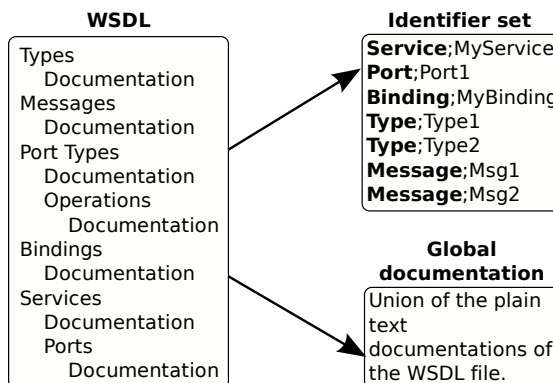 WSDL
Types
Documentation
Messages
Documentation
Port Types
Documentation
Operations
Documentation
Bindings
Documentation
Services
Documentation
Ports
Documentation
Identifier set
Service;MyService
Port;Port1
Binding;MyBinding
Type;Type1
Type;Type2
Message;Msg1
Message;Msg2
Global
documentation
Union of the plain
text
documentations of
the WSDL file.